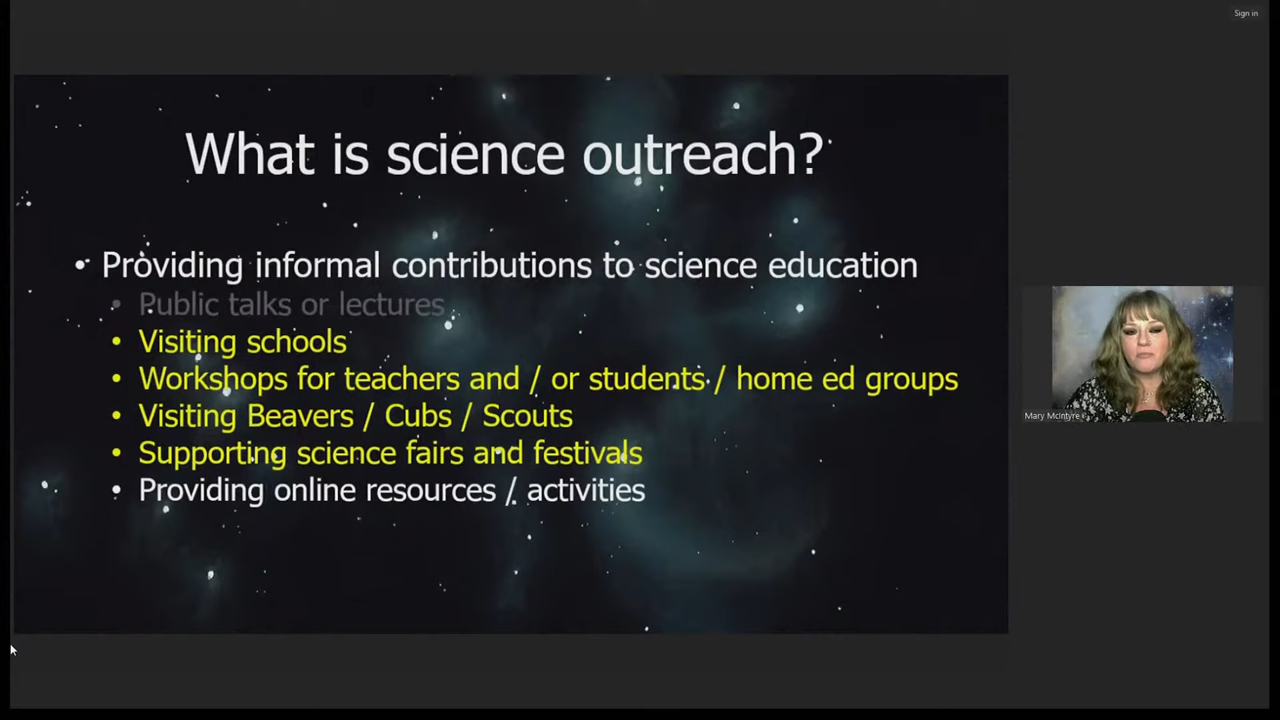 Sign in
What is science outreach?
• Providing informal contributions to science education
• Public talks or lectures
• Visiting schools
• Workshops for teachers and / or students / home ed groups
• Visiting Beavers / Cubs / Scouts
• Supporting science fairs and festivals
• Providing online resources / activities
Mary McIntyre